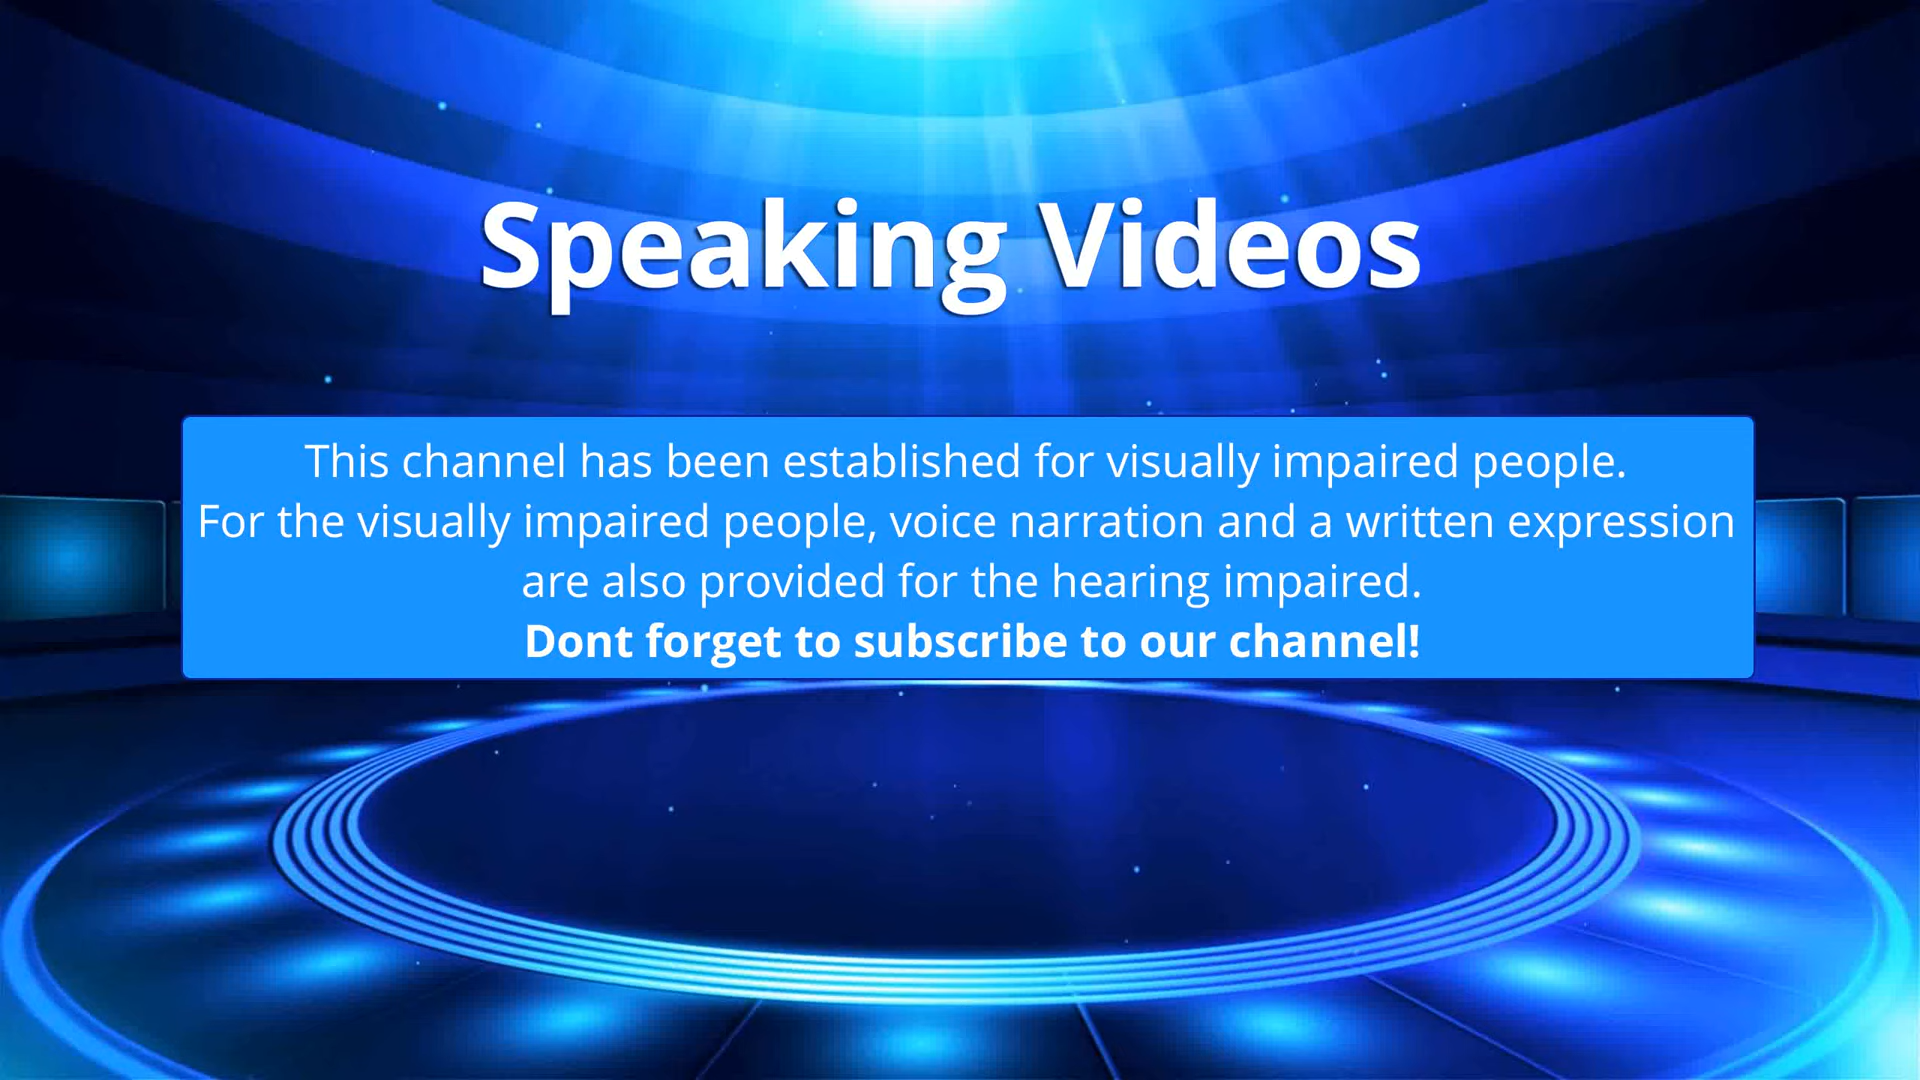 Speaking Videos
This channel has been established for visually impaired people.
For the visually impaired people, voice narration and a written expression
are also provided for the hearing impaired.
Dont forget to subscribe to our channel!